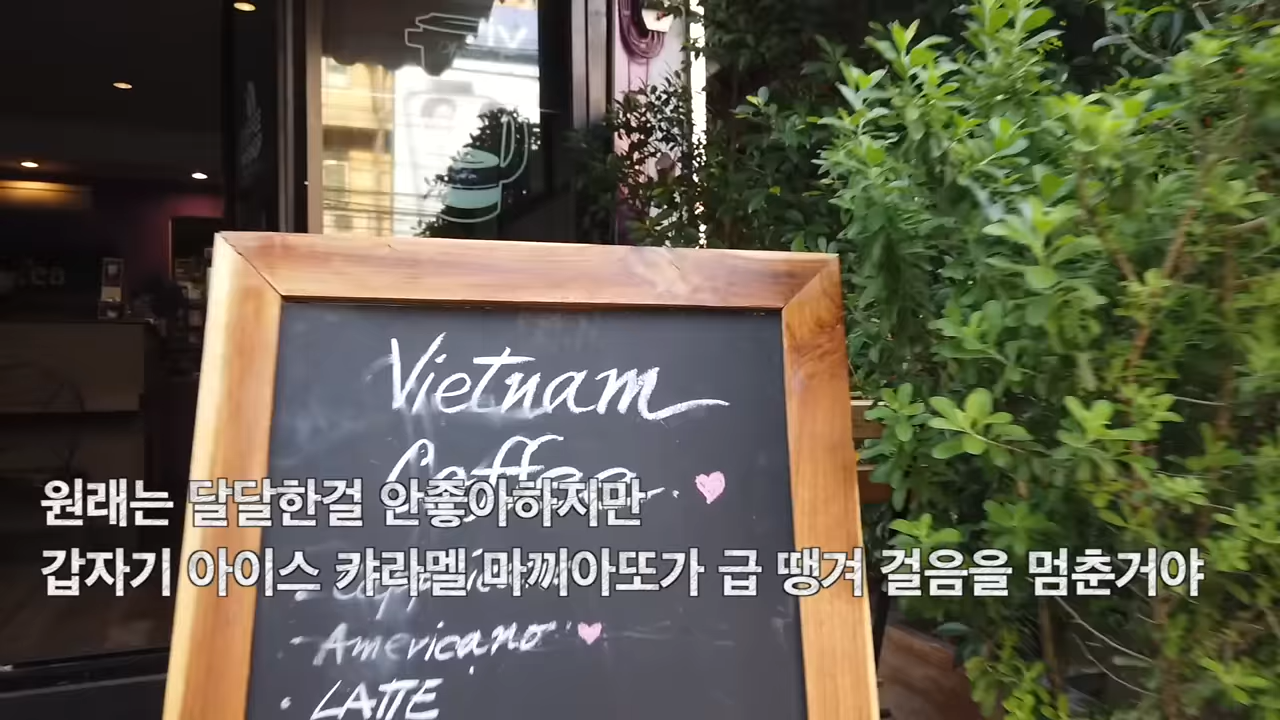 Vietnam
Coffee
원래는 달달한걸 안좋아하지만
갑자기 아이스 캬라멜 마끼아또가 급 땡겨 걸음을 멈춘거야
Americano
LATTE